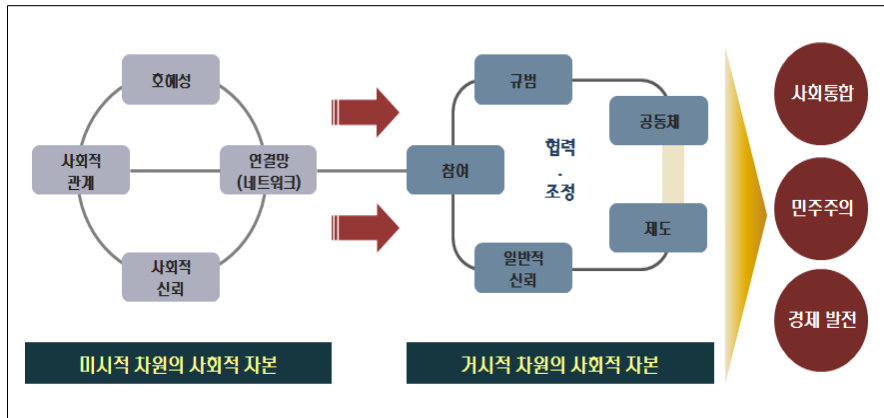 호혜성
사회적
관계
연결망
(네트워크)
사회적
신뢰
미시적 차원의 사회적 자본
규범
공동체
참여
협력
·
조정
제도
일반적
신뢰
거시적 차원의 사회적 자본
사회통합
민주주의
경제 발전